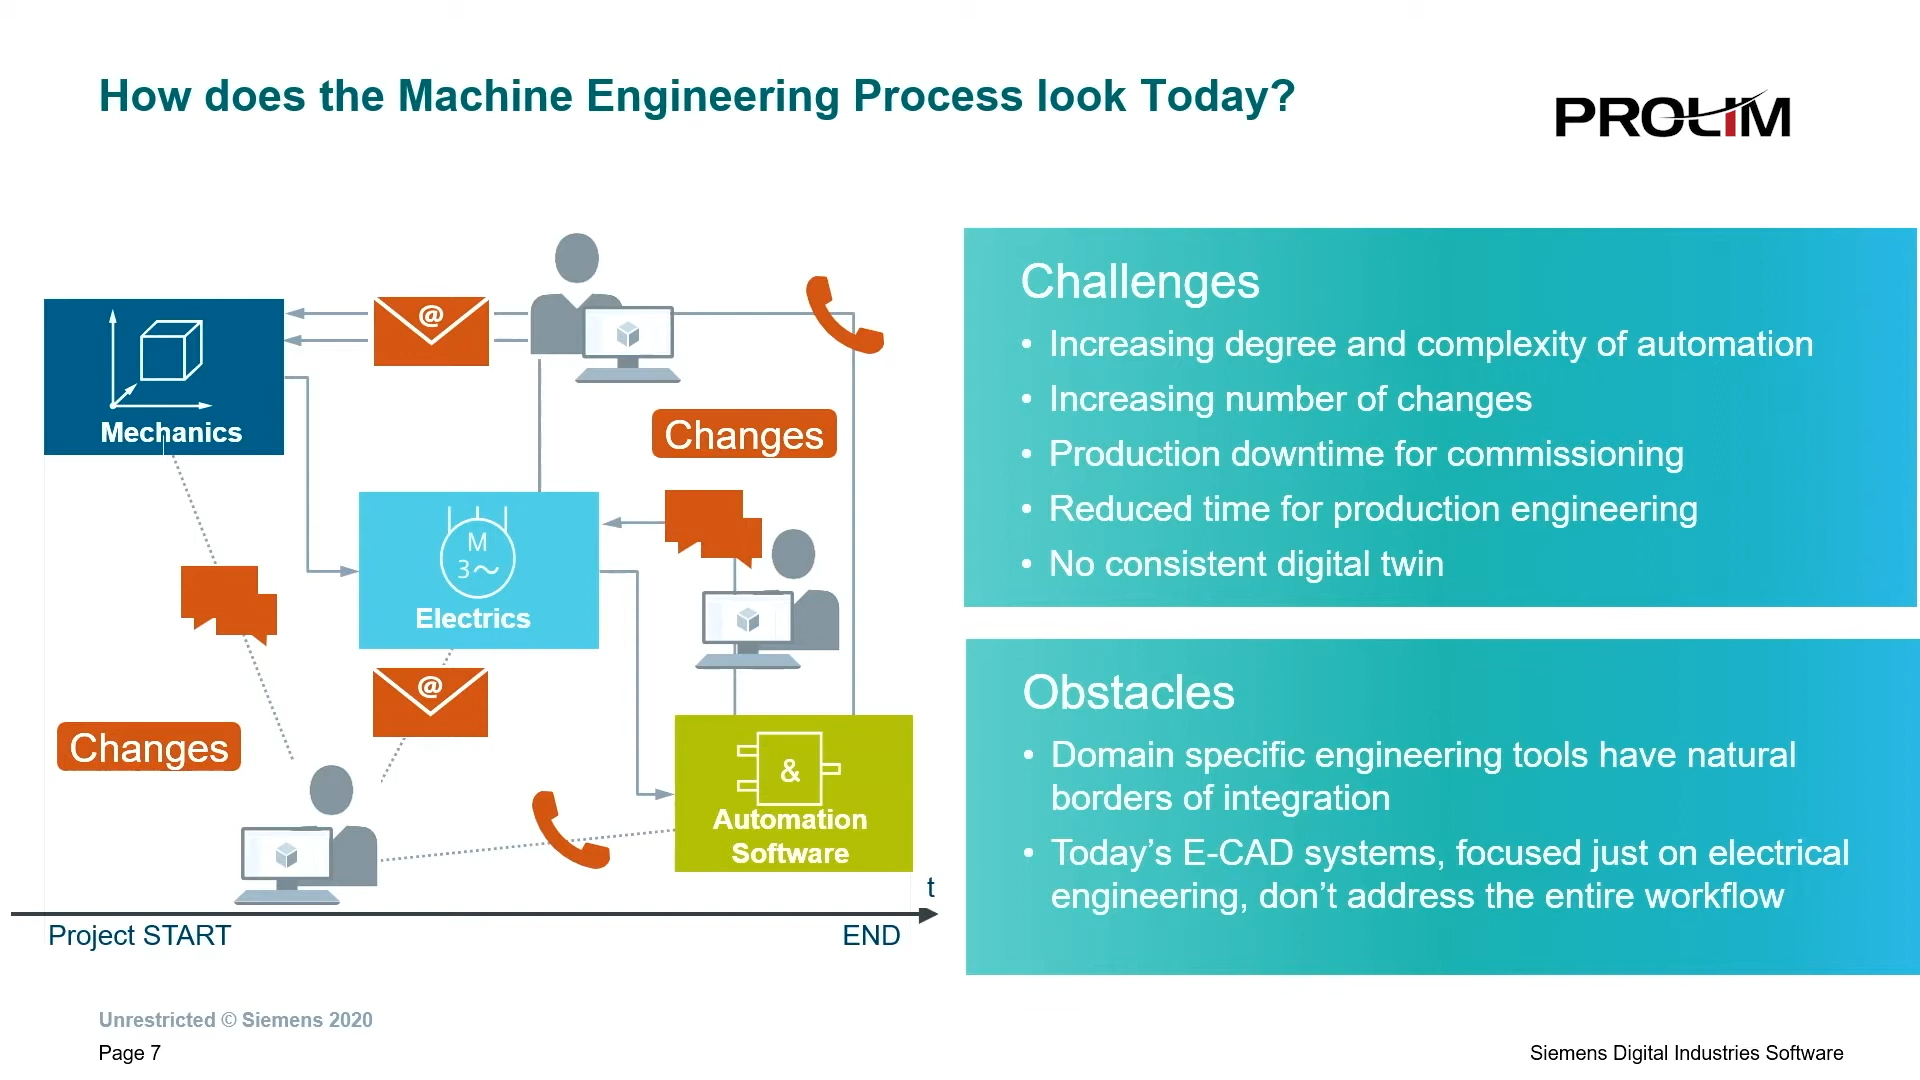 How does the Machine Engineering Process look Today?
PROLIM
@
Mechanics
Changes
M
3～
Electrics
@
Changes
&
Automation
Software
t
Project START
END
Challenges
• Increasing degree and complexity of automation
• Increasing number of changes
• Production downtime for commissioning
• Reduced time for production engineering
• No consistent digital twin
Obstacles
• Domain specific engineering tools have natural
borders of integration
• Today’s E-CAD systems, focused just on electrical
engineering, don’t address the entire workflow
Unrestricted © Siemens 2020
Page 7
Siemens Digital Industries Software